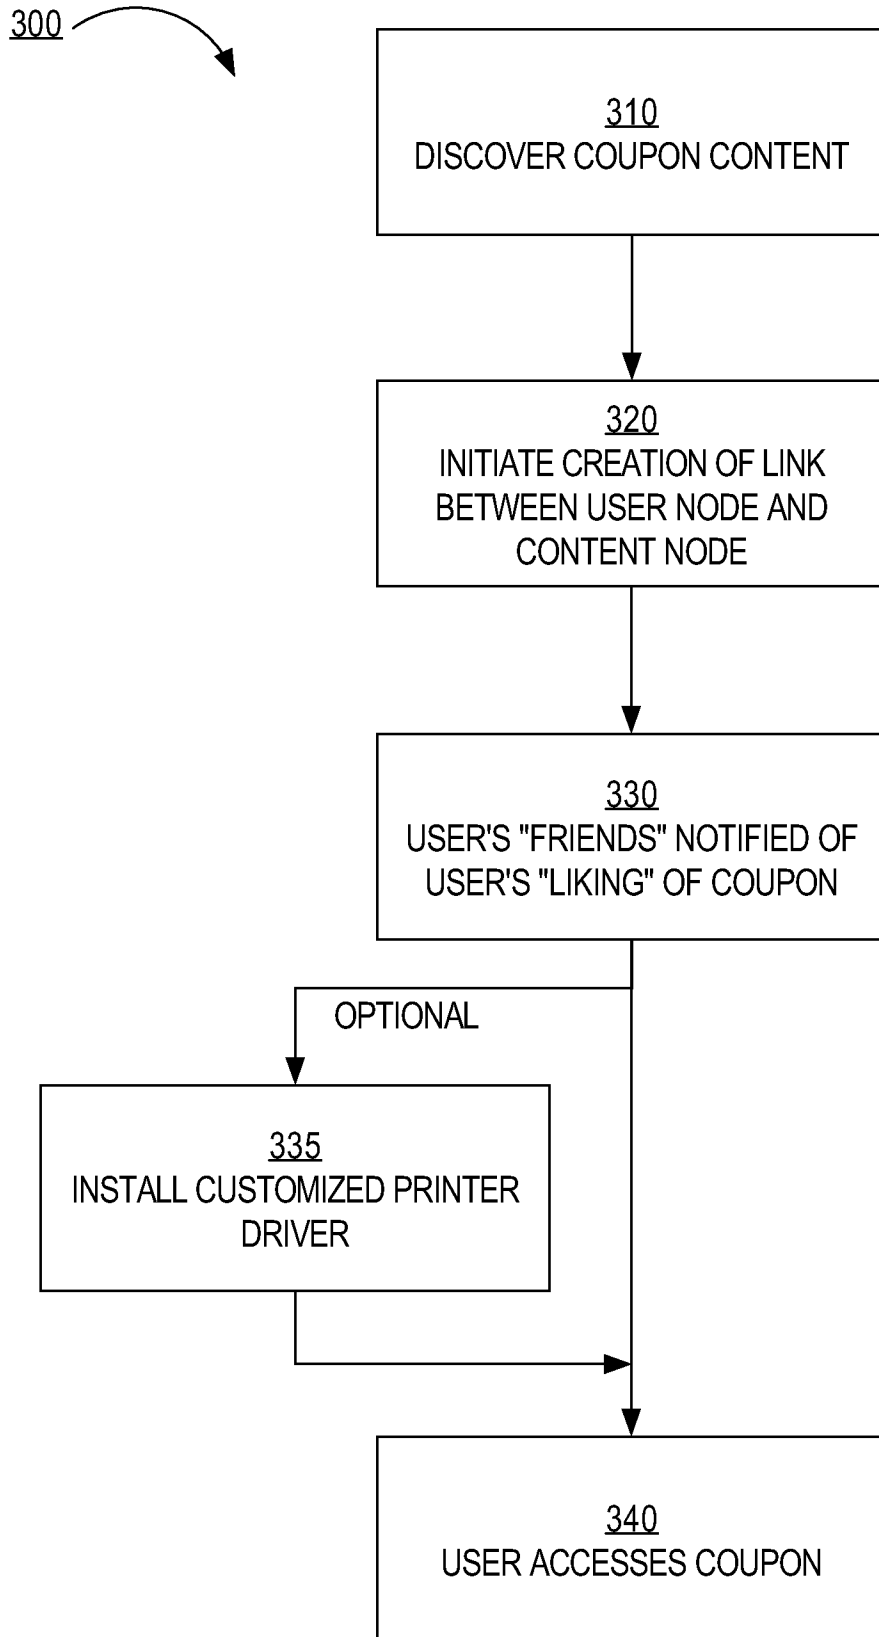 300
310
DISCOVER COUPON CONTENT
320
INITIATE CREATION OF LINK
BETWEEN USER NODE AND
CONTENT NODE
330
USER'S "FRIENDS" NOTIFIED OF
USER'S "LIKING" OF COUPON
OPTIONAL
335
INSTALL CUSTOMIZED PRINTER
DRIVER
340
USER ACCESSES COUPON